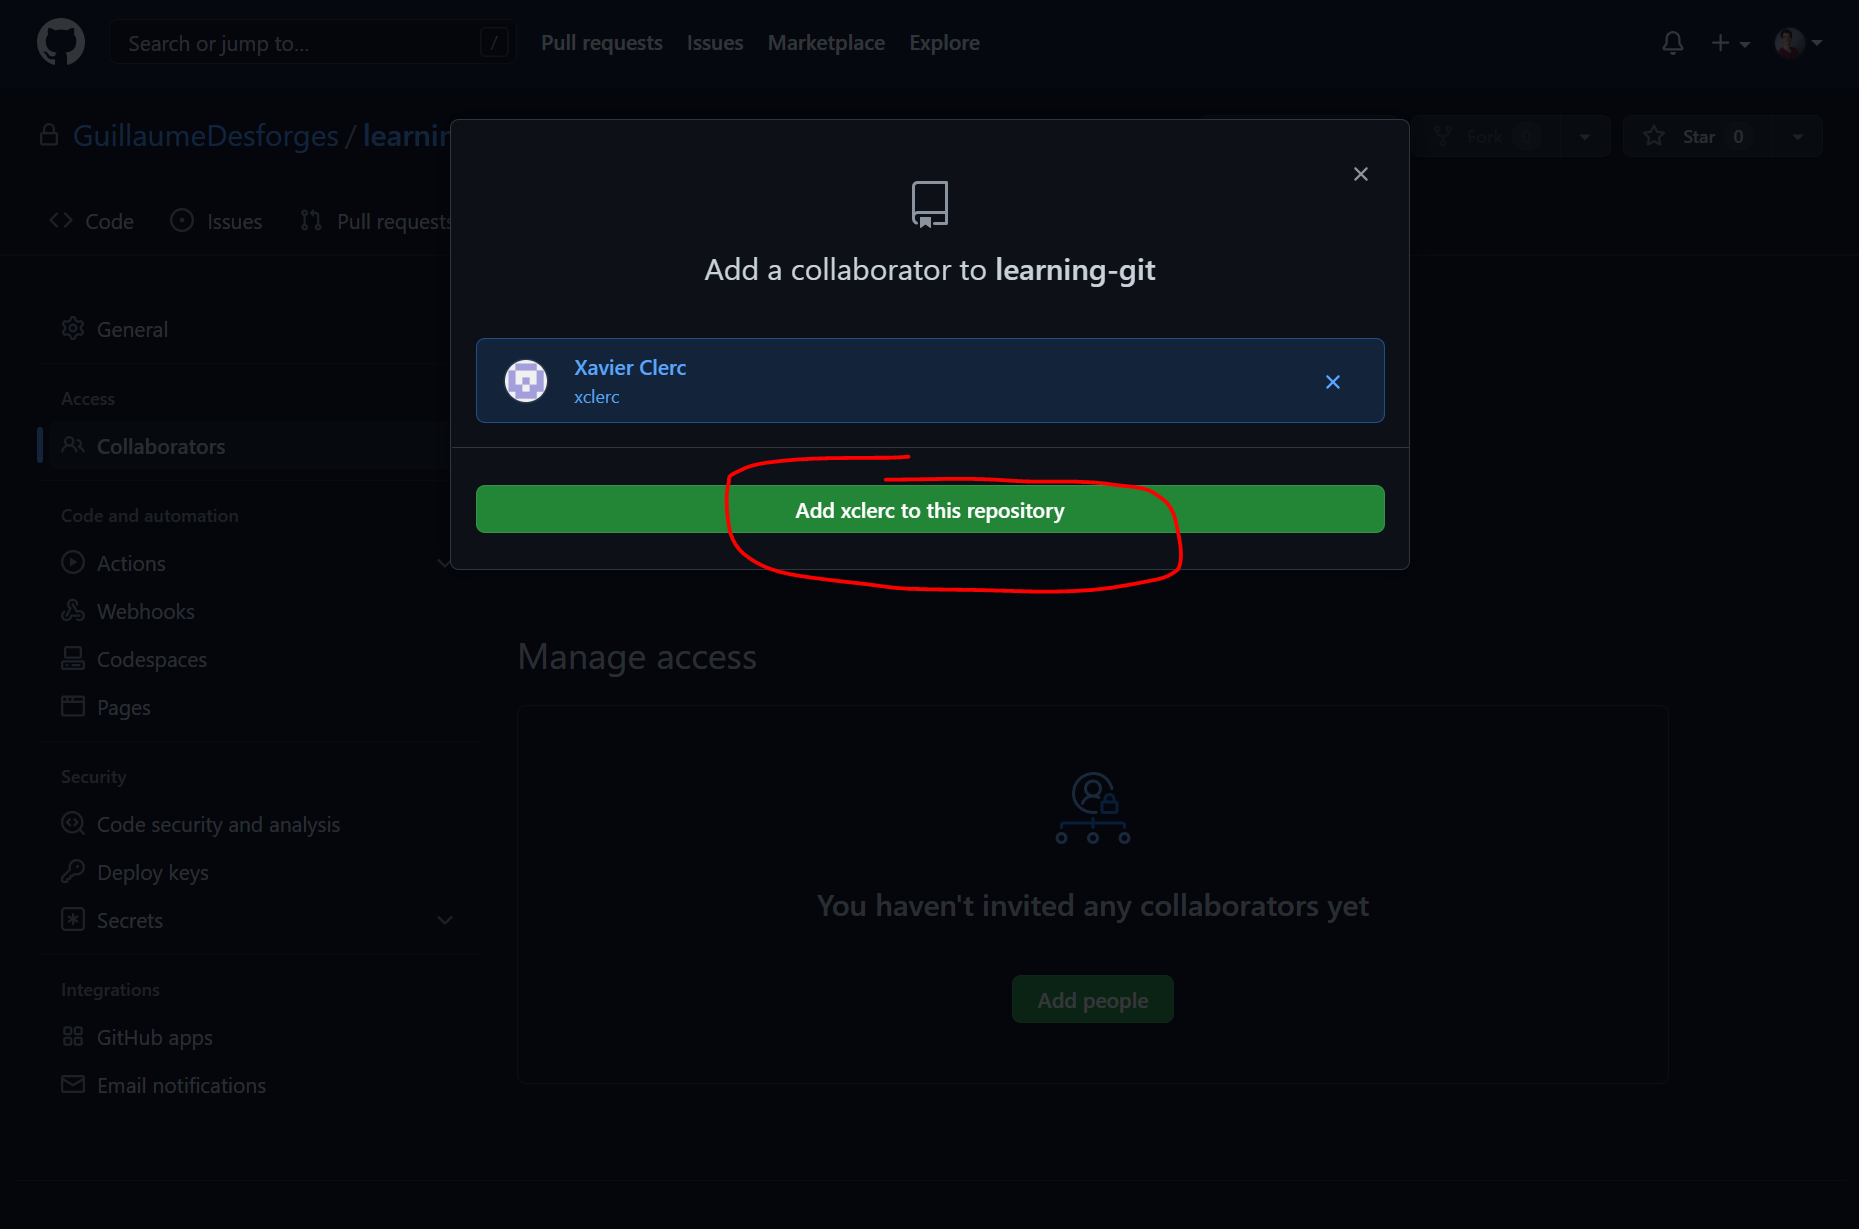 Search or jump to...
/
Pull requests
Issues
Marketplace
Explore
GuillaumeDesforges / learnin
Fork 0
Star 0
Code
Issues
Pull requests
Add a collaborator to learning-git
Xavier Clerc
xclerc
Add xclerc to this repository
General
Access
Collaborators
Code and automation
Actions
Webhooks
Codespaces
Pages
Security
Code security and analysis
Deploy keys
Secrets
Integrations
GitHub apps
Email notifications
Manage access
You haven't invited any collaborators yet
Add people